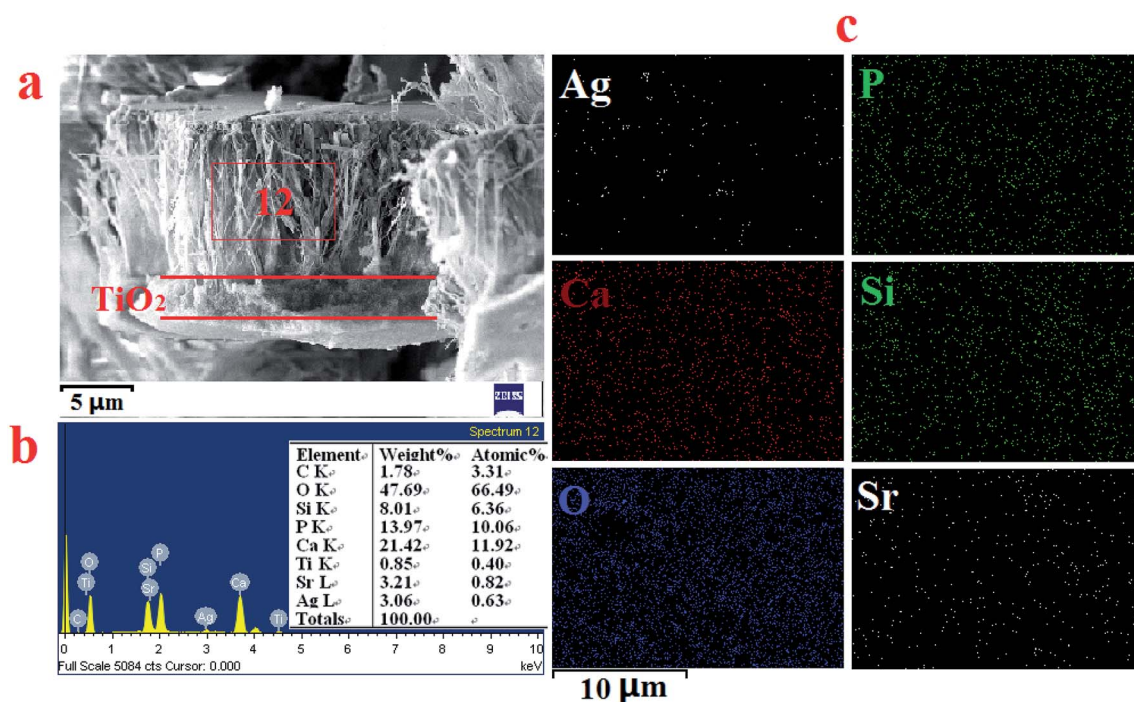 a
12
TiO₂
5 μm
ZEISS
b
Spectrum 12
Element Weight% Atomic%
C K 1.78 3.31
O K 47.69 66.49
Si K 8.01 6.36
P K 13.97 10.06
Ca K 21.42 11.92
Ti K 0.85 0.40
Sr L 3.21 0.82
Ag L 3.06 0.63
Totals 100.00
C
Ti
O
Si
Sr
P
Ag
Ca
Ti
0 1 2 3 4 5 6 7 8 9 10
Full Scale 5084 cts Cursor: 0.000 keV
c
Ag
P
Ca
Si
O
Sr
10 μm